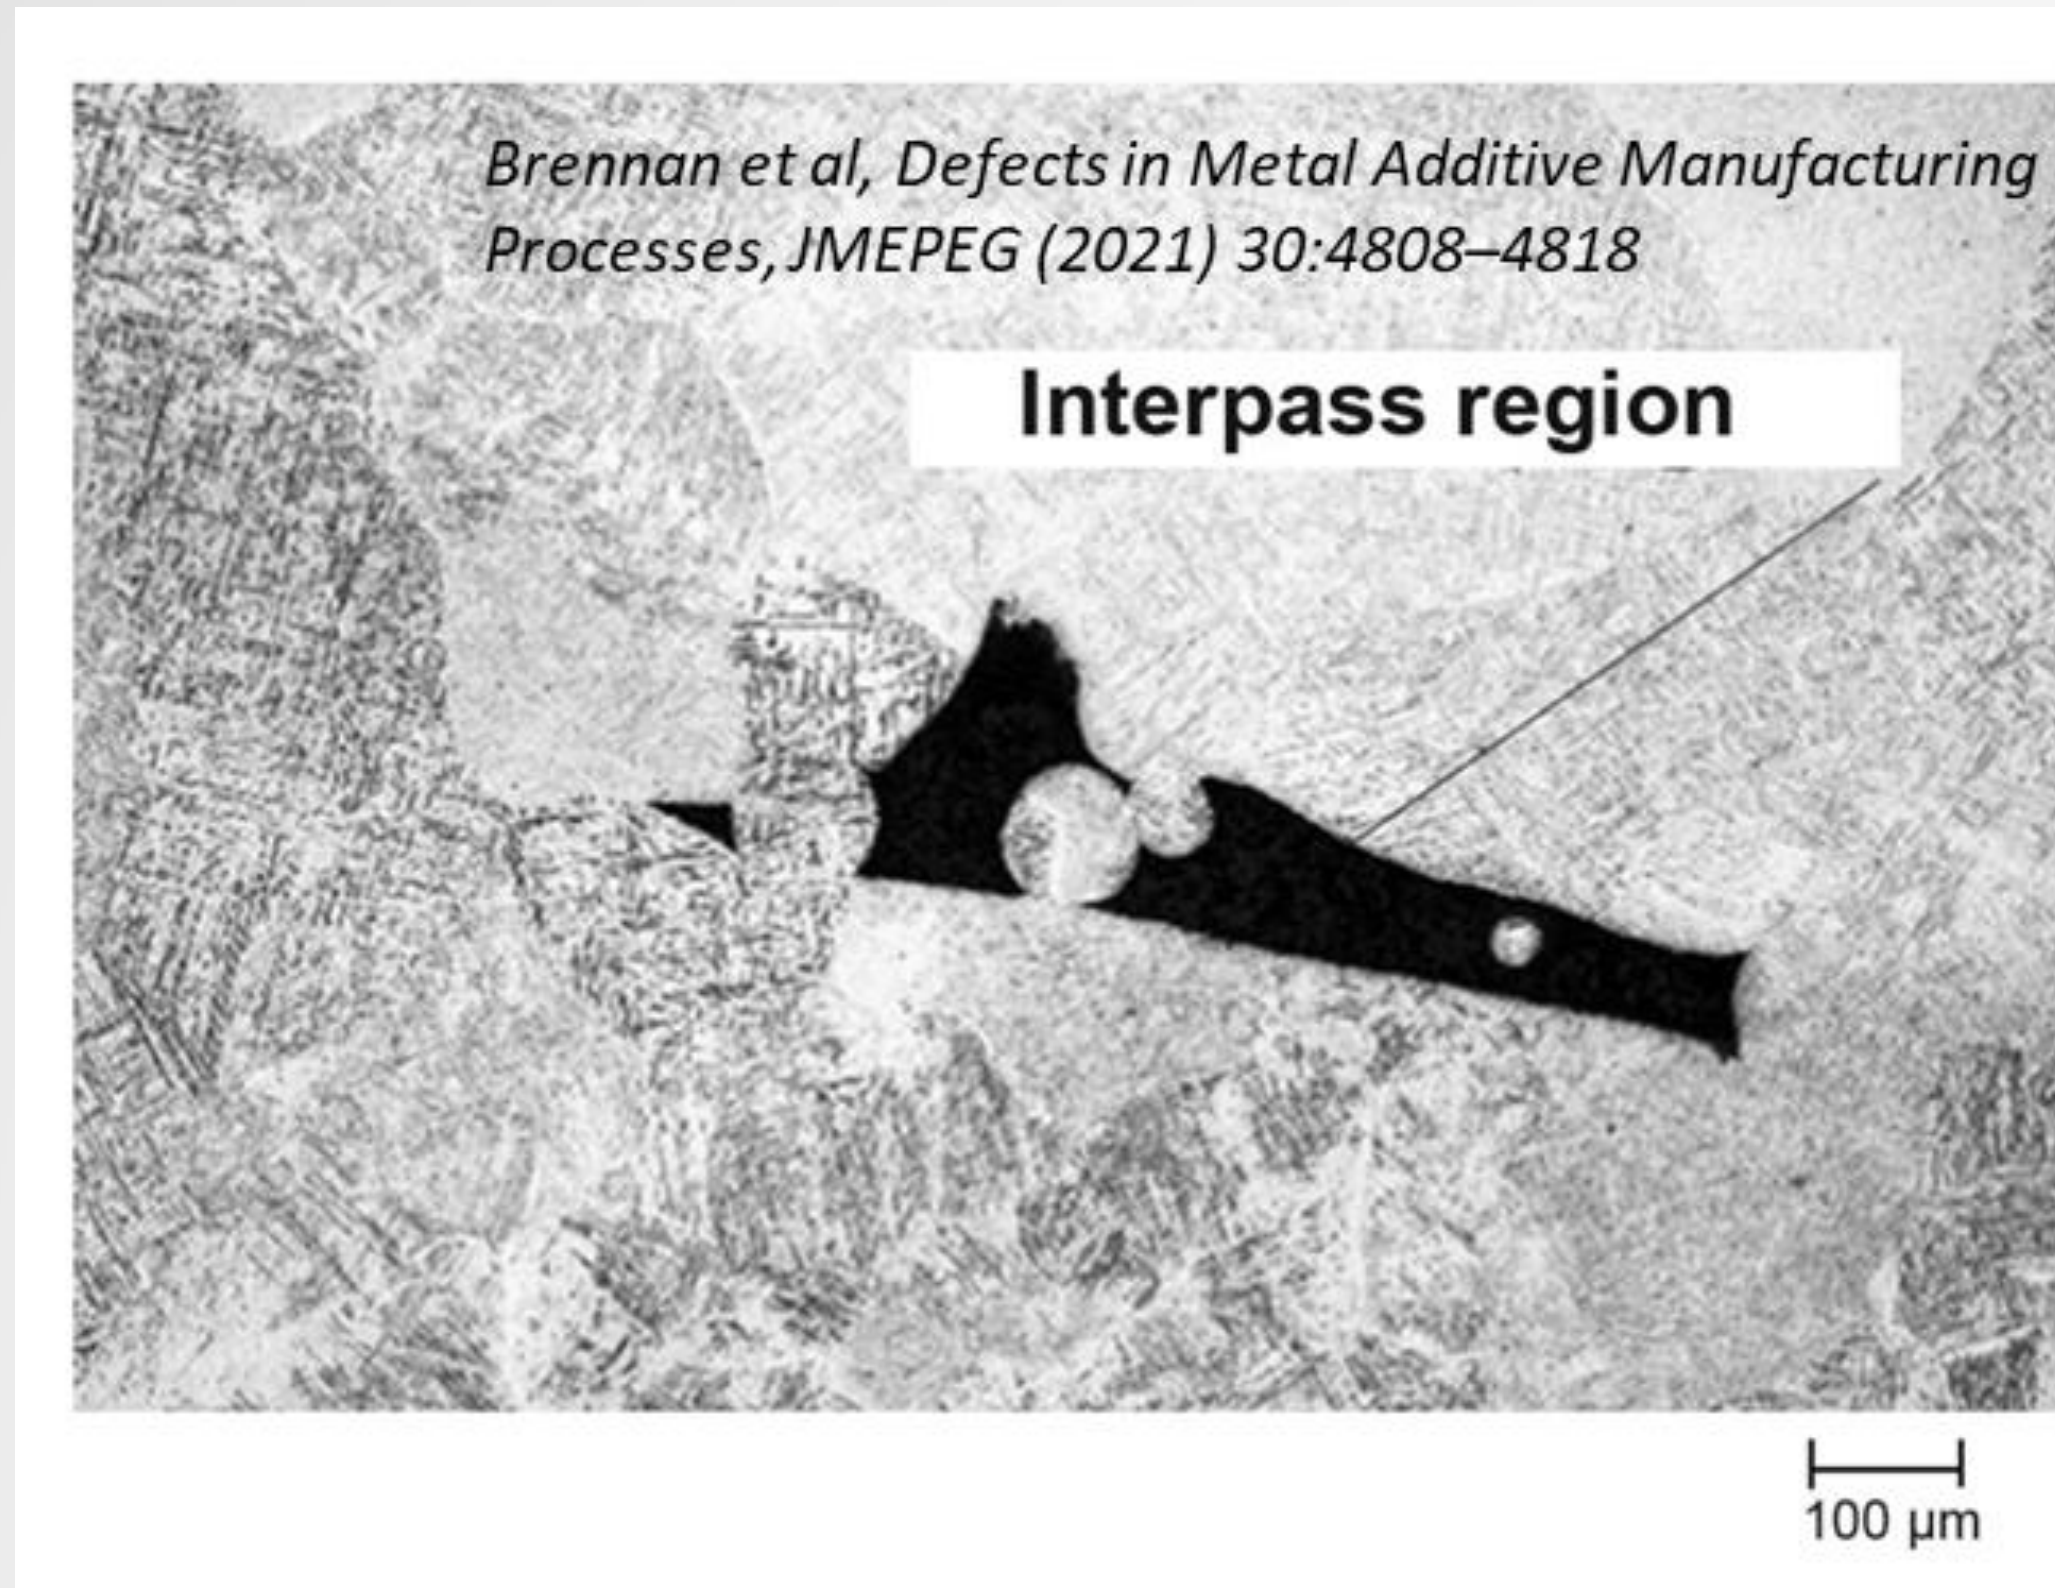 Brennan et al, Defects in Metal Additive Manufacturing
Processes, JMEPEG (2021) 30:4808–4818
Interpass region
100 µm